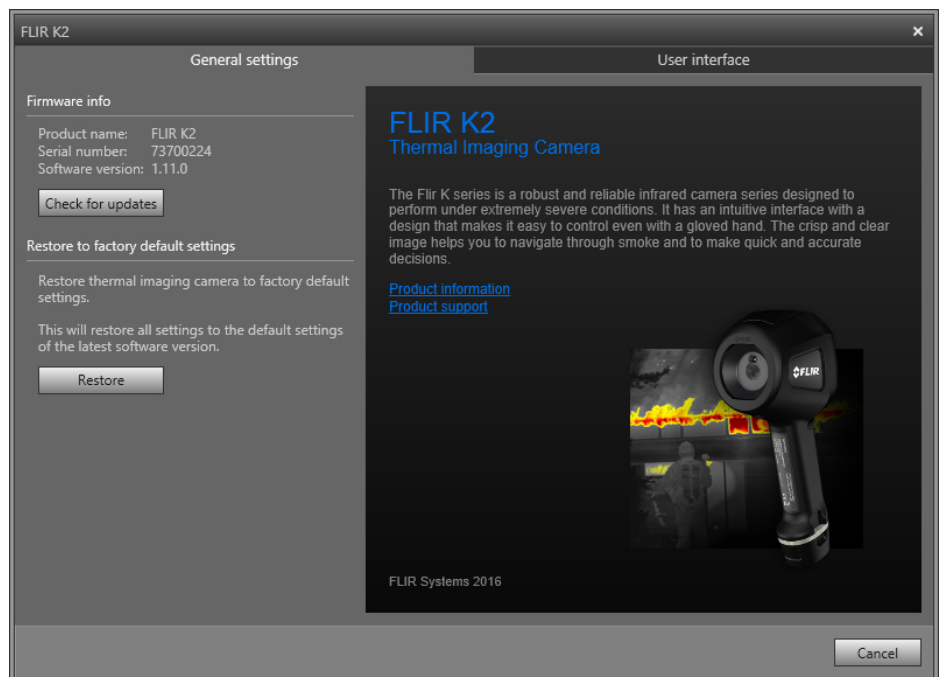 FLIR K2
General settings
User interface
Firmware info
Product name: FLIR K2
Serial number: 73700224
Software version: 1.11.0
Check for updates
Restore to factory default settings
Restore thermal imaging camera to factory default
settings.
This will restore all settings to the default settings
of the latest software version.
Restore
FLIR K2
Thermal Imaging Camera
The Flir K series is a robust and reliable infrared camera series designed to
perform under extremely severe conditions. It has an intuitive interface with a
design that makes it easy to control even with a gloved hand. The crisp and clear
image helps you to navigate through smoke and to make quick and accurate
decisions.
Product information
Product support
FLIR
FLIR Systems 2016
Cancel